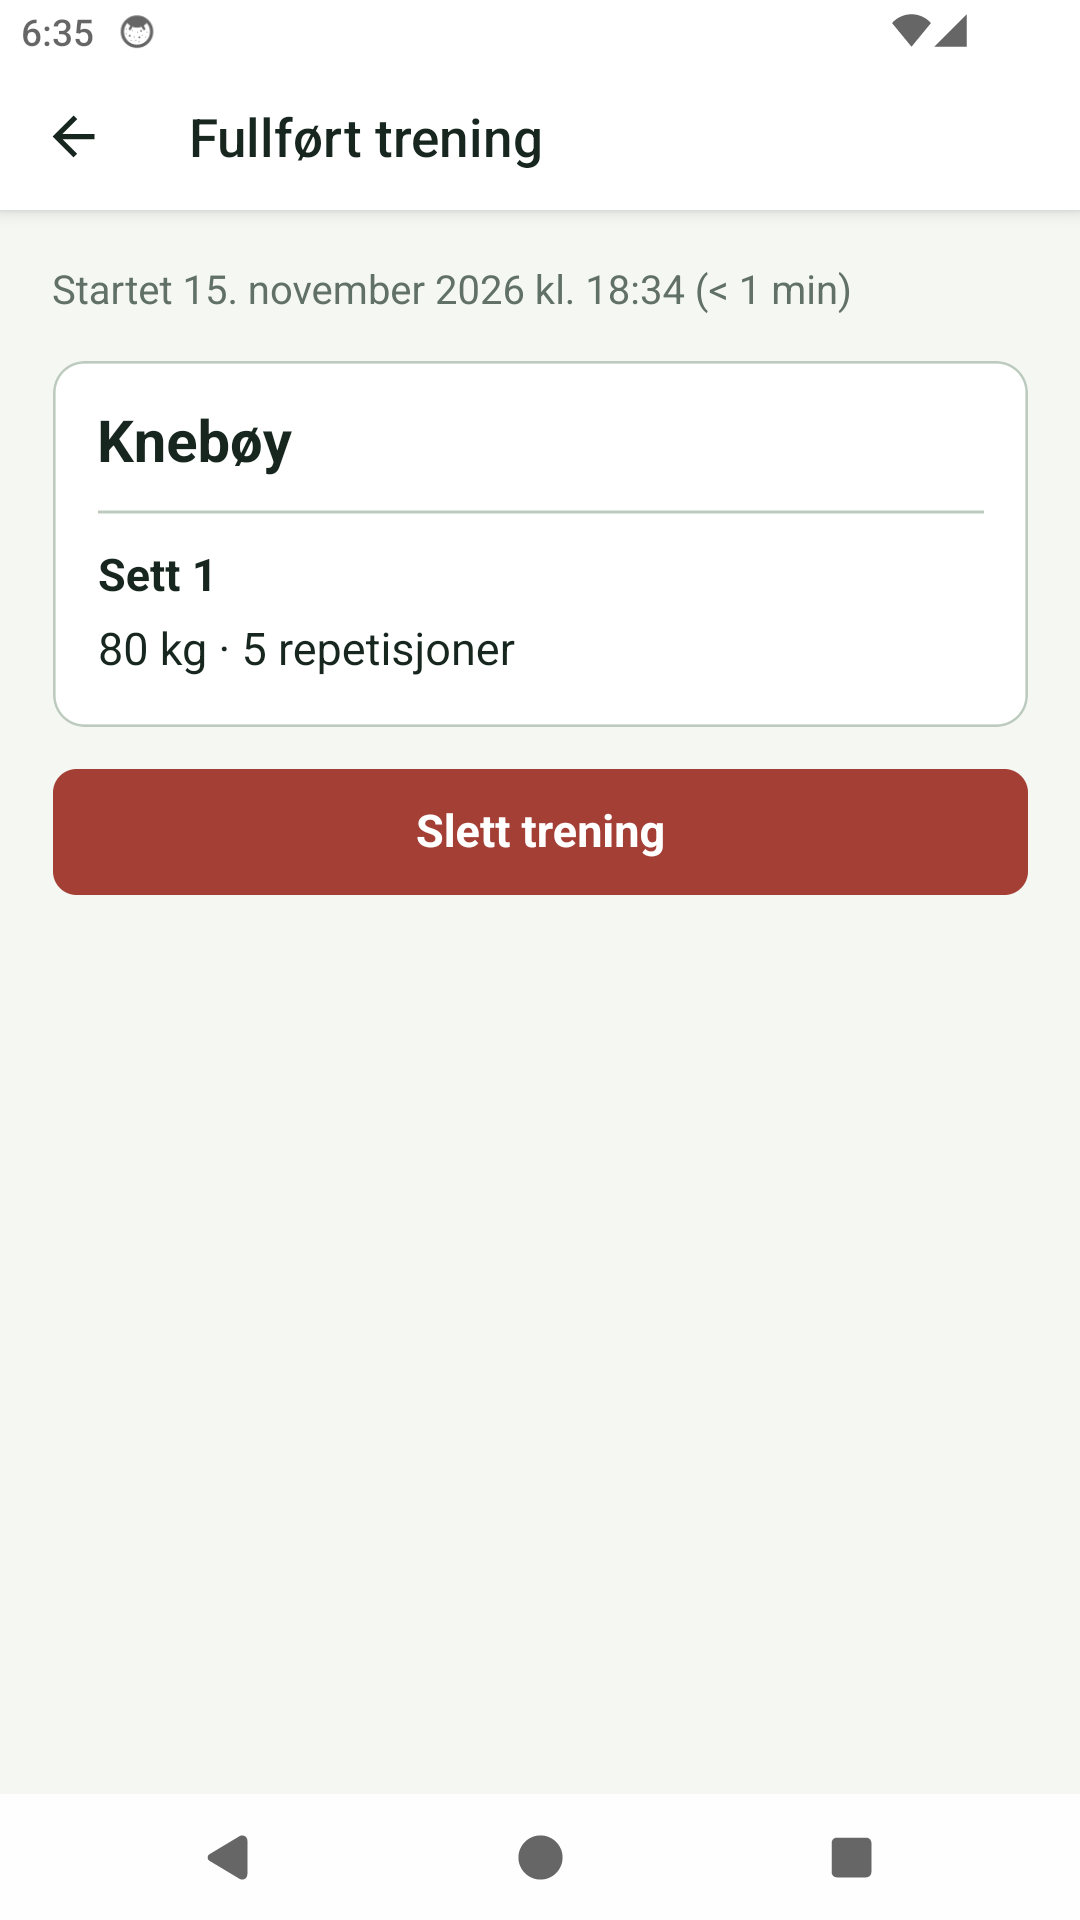 6:35
Fullført trening
Startet 15. november 2026 kl. 18:34 (< 1 min)
Knebøy
Sett 1
80 kg · 5 repetisjoner
Slett trening